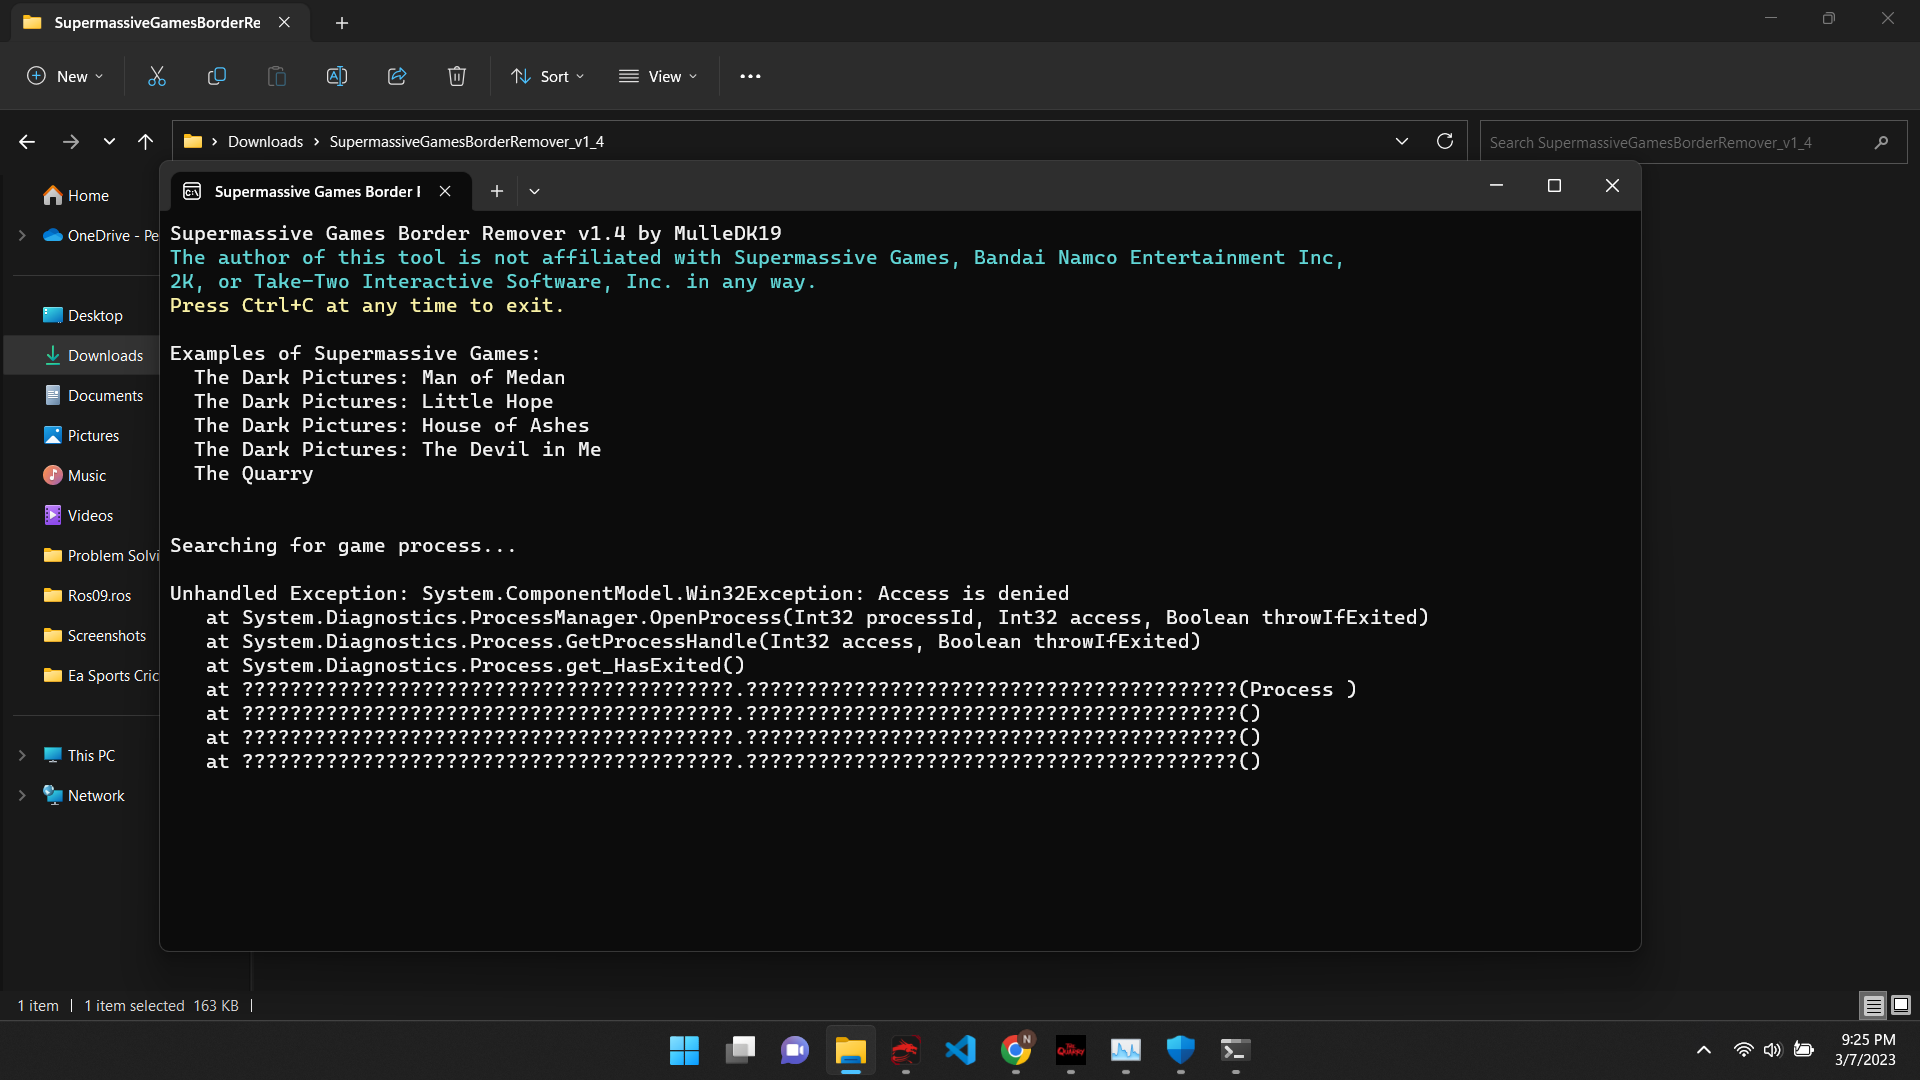 SupermassiveGamesBorderRe
New
Sort
View
Downloads
SupermassiveGamesBorderRemover_v1_4
Search SupermassiveGamesBorderRemover_v1_4
Home
OneDrive - Pe
Desktop
Downloads
Documents
Pictures
Music
Videos
Problem Solvi
Ros09.ros
Screenshots
Ea Sports Cric
This PC
Network
Supermassive Games Border
Supermassive Games Border Remover v1.4 by MulleDK19
The author of this tool is not affiliated with Supermassive Games, Bandai Namco Entertainment Inc,
2K, or Take-Two Interactive Software, Inc. in any way.
Press Ctrl+C at any time to exit.
Examples of Supermassive Games:
The Dark Pictures: Man of Medan
The Dark Pictures: Little Hope
The Dark Pictures: House of Ashes
The Dark Pictures: The Devil in Me
The Quarry
Searching for game process...
Unhandled Exception: System.ComponentModel.Win32Exception: Access is denied
at System.Diagnostics.ProcessManager.OpenProcess(Int32 processId, Int32 access, Boolean throwIfExited)
at System.Diagnostics.Process.GetProcessHandle(Int32 access, Boolean throwIfExited)
at System.Diagnostics.Process.get_HasExited()
at ?????????????????????????????????????????.?????????????????????????????????????????(Process )
at ?????????????????????????????????????????.?????????????????????????????????????????()
at ?????????????????????????????????????????.?????????????????????????????????????????()
at ?????????????????????????????????????????.?????????????????????????????????????????()
1 item
1 item selected 163 KB
N
The Quarry
9:25 PM
3/7/2023